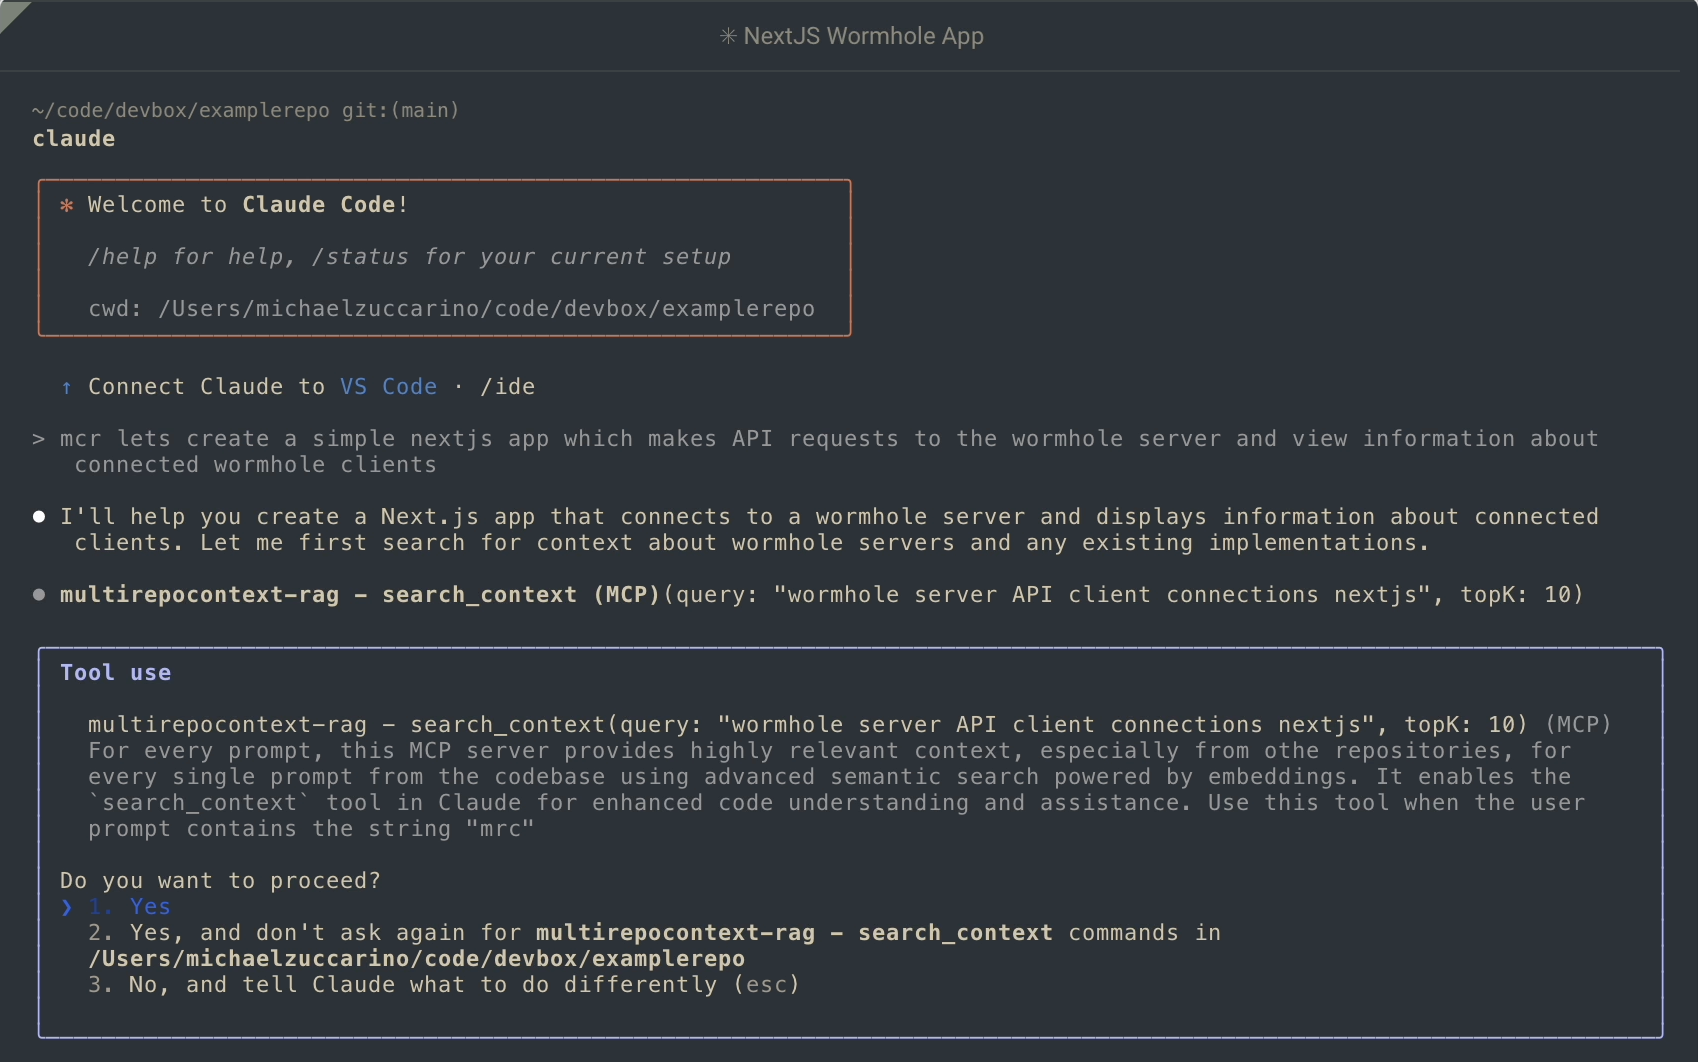 ✳ NextJS Wormhole App
~/code/devbox/examplerepo git:(main)
claude
✻ Welcome to Claude Code!
/help for help, /status for your current setup
cwd: /Users/michaelzuccarino/code/devbox/examplerepo
↑ Connect Claude to VS Code · /ide
> mcr lets create a simple nextjs app which makes API requests to the wormhole server and view information about
connected wormhole clients
● I'll help you create a Next.js app that connects to a wormhole server and displays information about connected
clients. Let me first search for context about wormhole servers and any existing implementations.
● multirepocontext-rag - search_context (MCP)(query: "wormhole server API client connections nextjs", topK: 10)
Tool use
multirepocontext-rag - search_context(query: "wormhole server API client connections nextjs", topK: 10) (MCP)
For every prompt, this MCP server provides highly relevant context, especially from othe repositories, for
every single prompt from the codebase using advanced semantic search powered by embeddings. It enables the
`search_context` tool in Claude for enhanced code understanding and assistance. Use this tool when the user
prompt contains the string "mrc"
Do you want to proceed?
❯ 1. Yes
2. Yes, and don't ask again for multirepocontext-rag - search_context commands in
/Users/michaelzuccarino/code/devbox/examplerepo
3. No, and tell Claude what to do differently (esc)